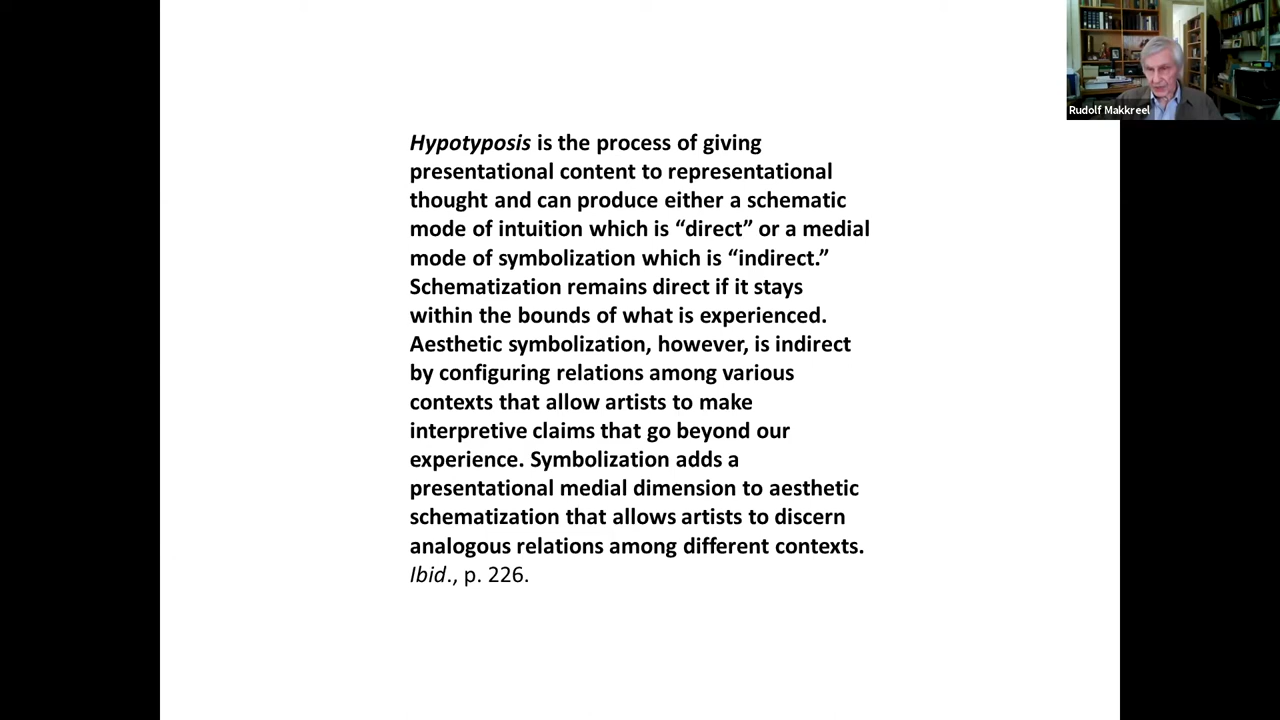 Rudolf Makkreel
Hypotyposis is the process of giving
presentational content to representational
thought and can produce either a schematic
mode of intuition which is “direct” or a medial
mode of symbolization which is “indirect.”
Schematization remains direct if it stays
within the bounds of what is experienced.
Aesthetic symbolization, however, is indirect
by configuring relations among various
contexts that allow artists to make
interpretive claims that go beyond our
experience. Symbolization adds a
presentational medial dimension to aesthetic
schematization that allows artists to discern
analogous relations among different contexts.
Ibid., p. 226.